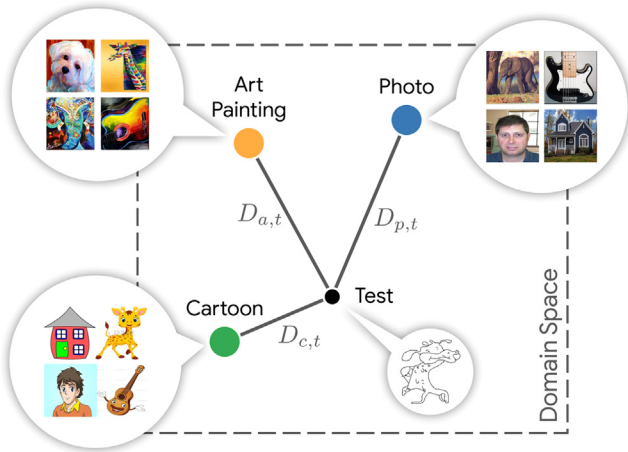 Art
Painting
Photo
D_{a,t}
D_{p,t}
Cartoon
Test
D_{c,t}
Domain Space